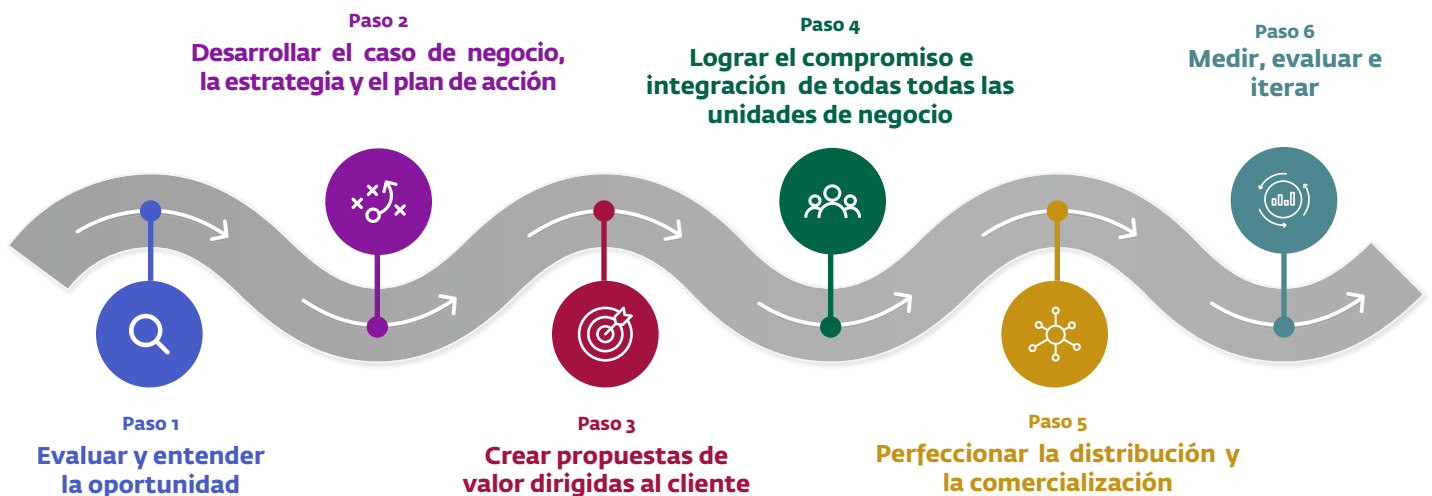 Paso 1
Evaluar y entender
la oportunidad
Paso 2
Desarrollar el caso de negocio,
la estrategia y el plan de acción
Paso 3
Crear propuestas de
valor dirigidas al cliente
Paso 4
Lograr el compromiso e
integración de todas todas las
unidades de negocio
Paso 5
Perfeccionar la distribución y
la comercialización
Paso 6
Medir, evaluar e
iterar